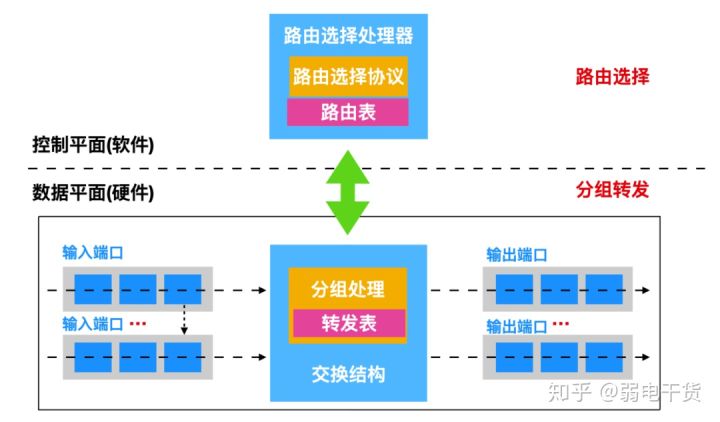 路由选择处理器
路由选择协议
路由表
路由选择
控制平面(软件)
数据平面(硬件)
分组转发
输入端口
输入端口 ···
分组处理
转发表
交换结构
输出端口
输出端口 ···
知乎 @弱电干货